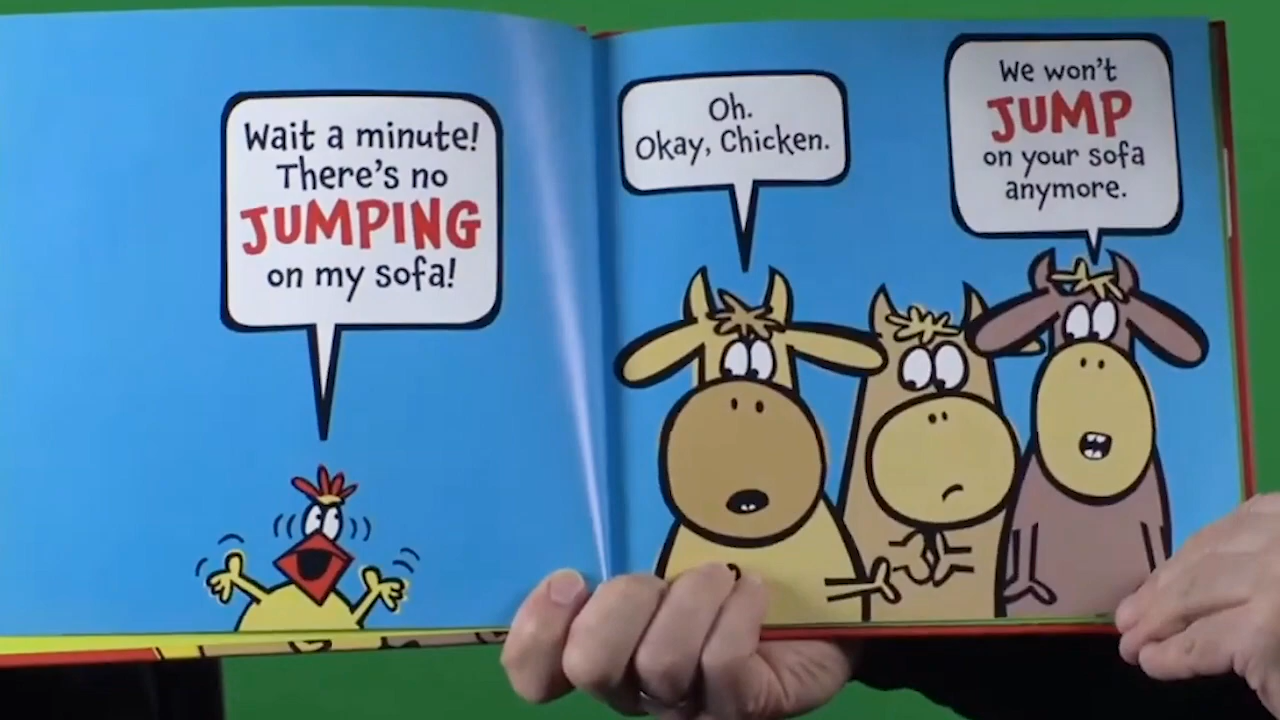 Wait a minute!
There's no
JUMPING
on my sofa!
Oh.
Okay, Chicken.
We won't
JUMP
on your sofa
anymore.